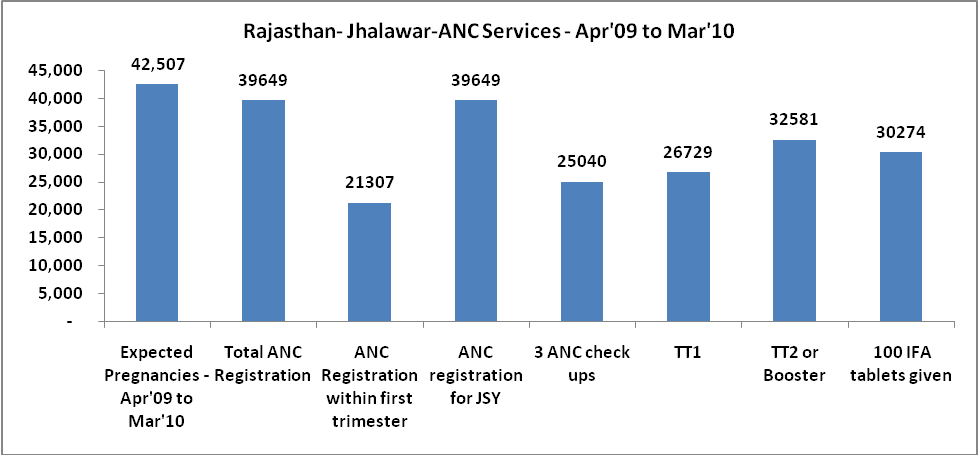 Rajasthan- Jhalawar-ANC Services - Apr'09 to Mar'10
45,000
40,000
35,000
30,000
25,000
20,000
15,000
10,000
5,000
-
42,507
39649
21307
39649
25040
26729
32581
30274
Expected
Pregnancies -
Apr'09 to
Mar'10
Total ANC
Registration
ANC
Registration
within first
trimester
ANC
registration
for JSY
3 ANC check
ups
TT1
TT2 or
Booster
100 IFA
tablets given